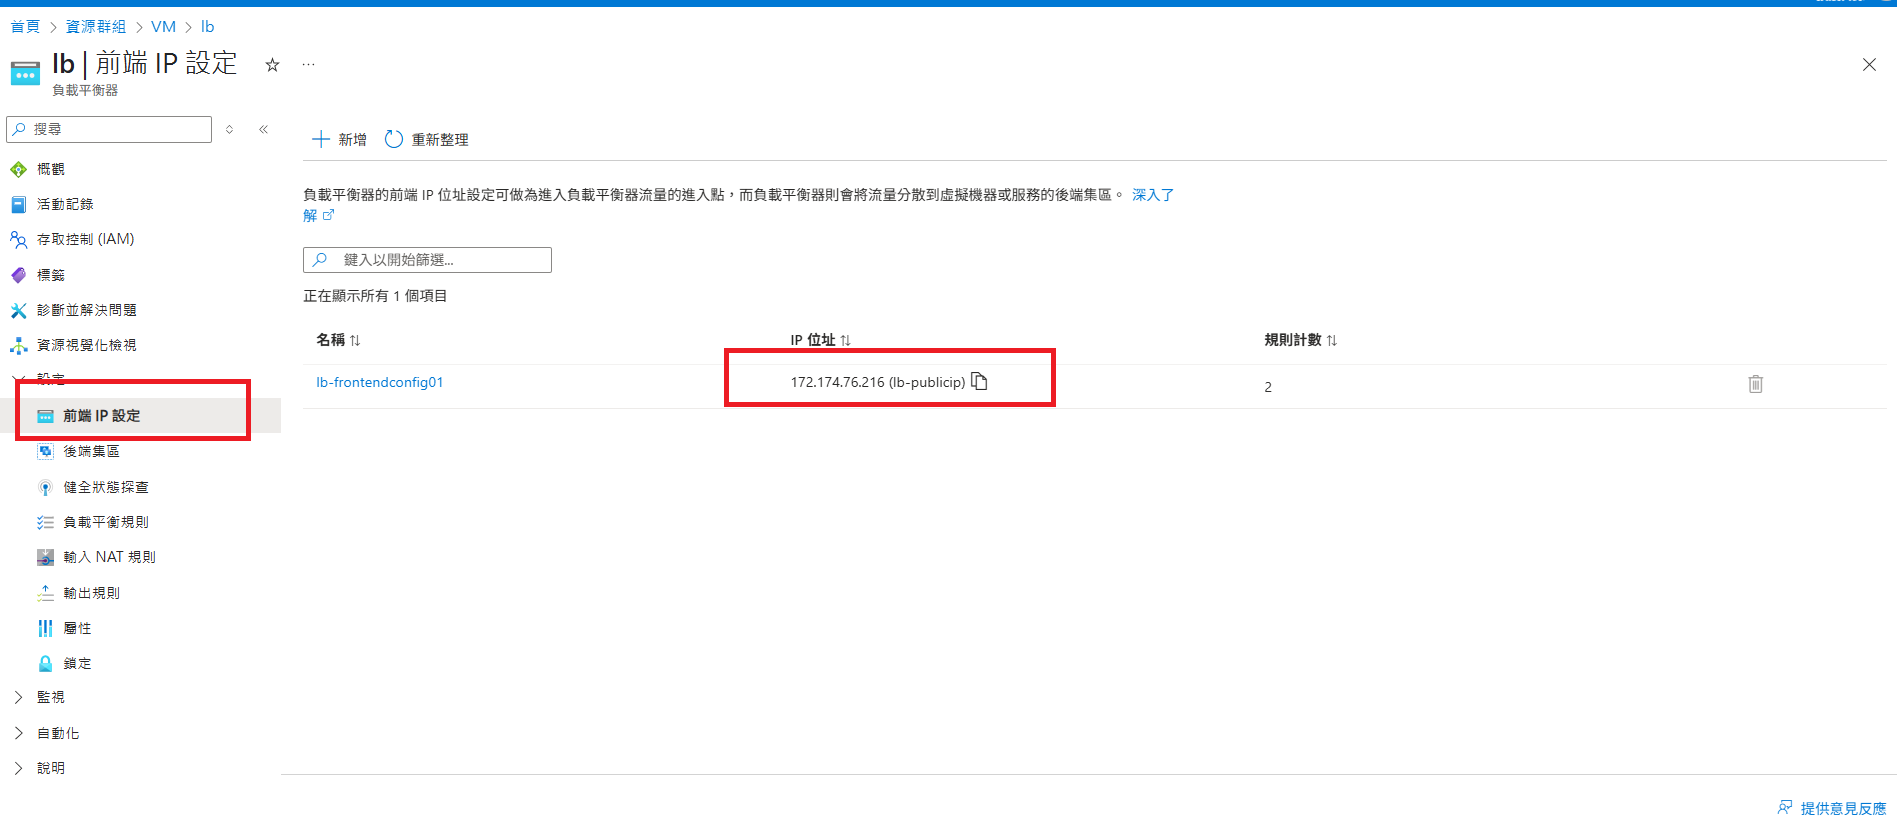 首頁 > 資源群組 > VM > lb
lb | 前端 IP 設定 ☆ ...
負載平衡器
搜尋
新增 重新整理
概觀
活動記錄
存取控制 (IAM)
標籤
診斷並解決問題
資源視覺化檢視
設定
前端 IP 設定
後端集區
健全狀態探查
負載平衡規則
輸入 NAT 規則
輸出規則
屬性
鎖定
監視
自動化
說明
負載平衡器的前端 IP 位址設定可做為進入負載平衡器流量的進入點，而負載平衡器則會將流量分散到虛擬機器或服務的後端集區。 深入了
解
鍵入以開始篩選...
正在顯示所有 1 個項目
名稱 IP 位址 規則計數
lb-frontendconfig01 172.174.76.216 (lb-publicip) 2
提供意見反應